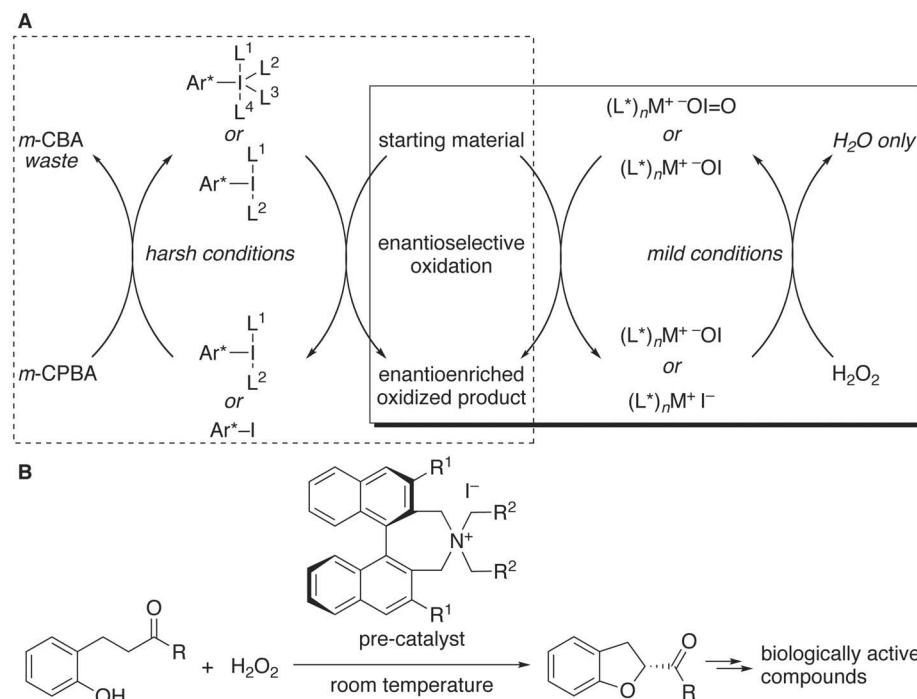 A
L1
L2
Ar* I
L3
L4
or
L1
Ar* I
L2
m-CBA
waste
harsh conditions
m-CPBA
L1
Ar* I
L2
or
Ar*–I
starting material
enantioselective
oxidation
enantioenriched
oxidized product
(L*)nM+ –OI=O
or
(L*)nM+ –OI
H2O only
mild conditions
(L*)nM+ –OI
or
(L*)nM+ I–
H2O2
B
R1
I–
R2
N+
R2
R1
pre-catalyst
O
R
OH
+ H2O2
room temperature
O
O
R
biologically active
compounds